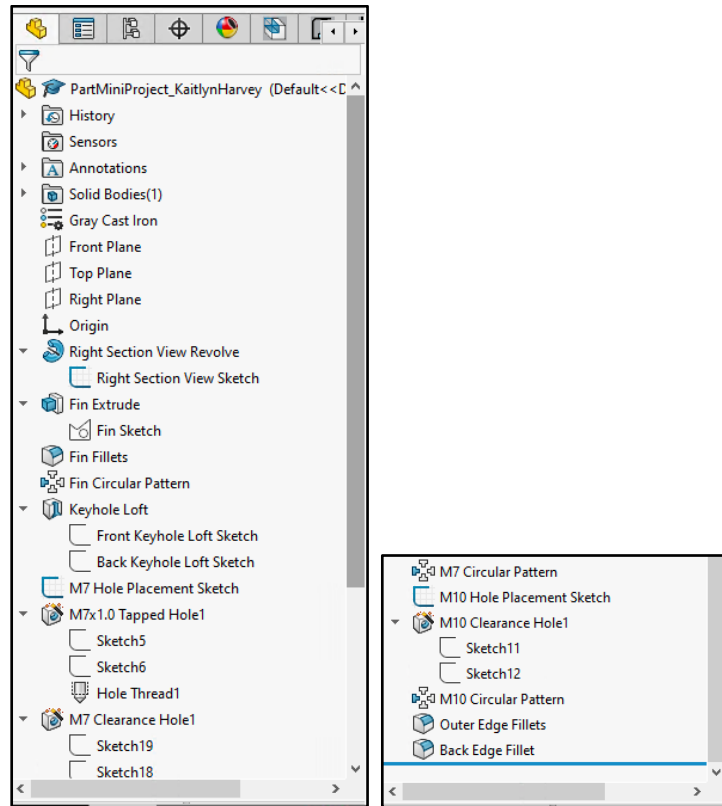 PartMiniProject_KaitlynHarvey (Default<<D
History
Sensors
Annotations
Solid Bodies(1)
Gray Cast Iron
Front Plane
Top Plane
Right Plane
Origin
Right Section View Revolve
Right Section View Sketch
Fin Extrude
Fin Sketch
Fin Fillets
Fin Circular Pattern
Keyhole Loft
Front Keyhole Loft Sketch
Back Keyhole Loft Sketch
M7 Hole Placement Sketch
M7x1.0 Tapped Hole1
Sketch5
Sketch6
Hole Thread1
M7 Clearance Hole1
Sketch19
Sketch18
M7 Circular Pattern
M10 Hole Placement Sketch
M10 Clearance Hole1
Sketch11
Sketch12
M10 Circular Pattern
Outer Edge Fillets
Back Edge Fillet